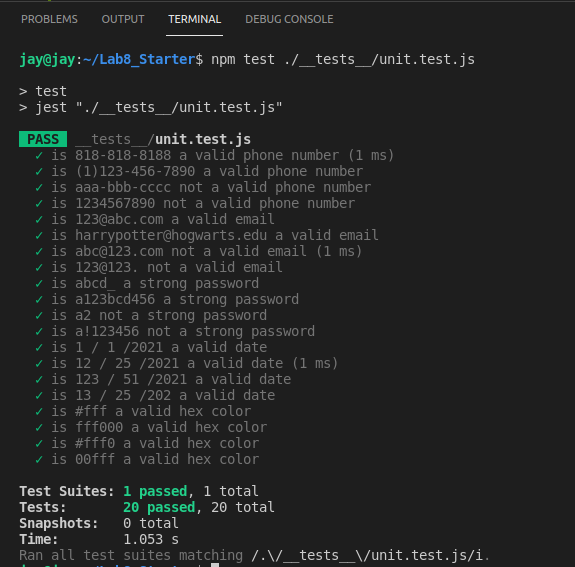 PROBLEMS OUTPUT TERMINAL DEBUG CONSOLE
jay@jay:~/Lab8_Starter$ npm test ./__tests__/unit.test.js
> test
> jest "./__tests__/unit.test.js"
PASS __tests__/unit.test.js
✓ is 818-818-8188 a valid phone number (1 ms)
✓ is (1)123-456-7890 a valid phone number
✓ is aaa-bbb-cccc not a valid phone number
✓ is 1234567890 not a valid phone number
✓ is 123@abc.com a valid email
✓ is harrypotter@hogwarts.edu a valid email
✓ is abc@123.com not a valid email (1 ms)
✓ is 123@123. not a valid email
✓ is abcd_ a strong password
✓ is a123bcd456 a strong password
✓ is a2 not a strong password
✓ is a!123456 not a strong password
✓ is 1 / 1 /2021 a valid date
✓ is 12 / 25 /2021 a valid date (1 ms)
✓ is 123 / 51 /2021 a valid date
✓ is 13 / 25 /202 a valid date
✓ is #fff a valid hex color
✓ is fff000 a valid hex color
✓ is #fff0 a valid hex color
✓ is 00fff a valid hex color
Test Suites: 1 passed, 1 total
Tests: 20 passed, 20 total
Snapshots: 0 total
Time: 1.053 s
Ran all test suites matching /.\/__tests__\/unit.test.js/i.
jay@jay:~/Lab8_Starter$